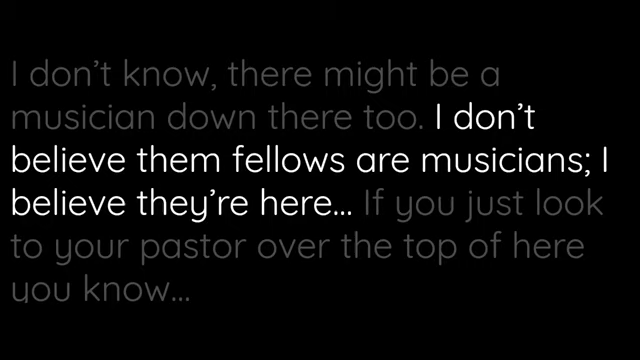 I don't know, there might be a
musician down there too. I don't
believe them fellows are musicians; I
believe they're here... If you just look
to your pastor over the top of here
you know...